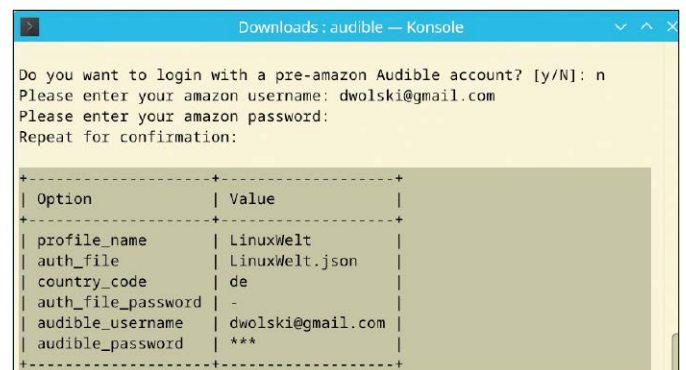 Downloads : audible — Konsole
Do you want to login with a pre-amazon Audible account? [y/N]: n
Please enter your amazon username: dwolski@gmail.com
Please enter your amazon password:
Repeat for confirmation:
+--------------------+-------------------+
| Option | Value |
+--------------------+-------------------+
| profile_name | LinuxWelt |
| auth_file | LinuxWelt.json |
| country_code | de |
| auth_file_password | - |
| audible_username | dwolski@gmail.com |
| audible_password | *** |
+--------------------+-------------------+